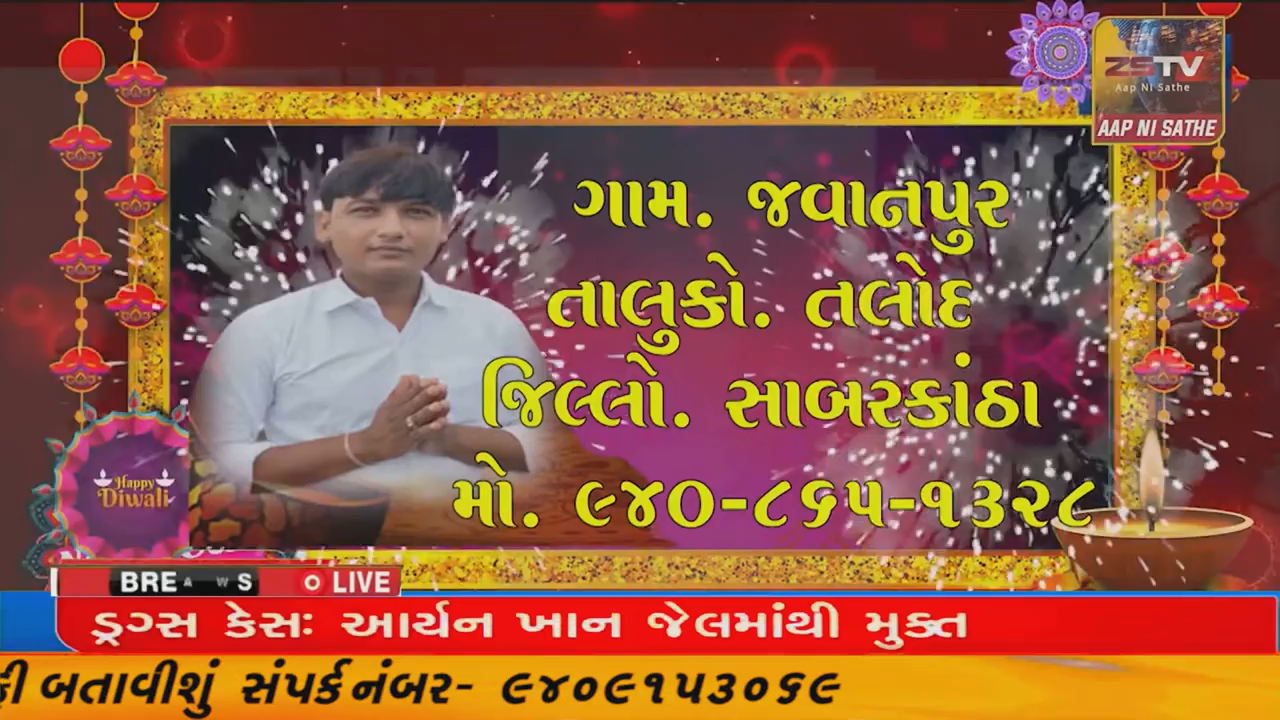 ZSTV
Aap Ni Sathe
AAP NI SATHE
ગામ. જવાનપુર
તાલુકો. તલોદ
જિલ્લો. સાબરકાંઠા
મો. ૯૪૦-૮૬૫-૧૩૨૮
Happy
Diwali
LIVE
ડ્રગ્સ કેસઃ આર્યન ખાન જેલમાંથી મુક્ત
બતાવીશું સંપર્ક નંબર- ૯૪૦૯૧૫૩૦૬૯